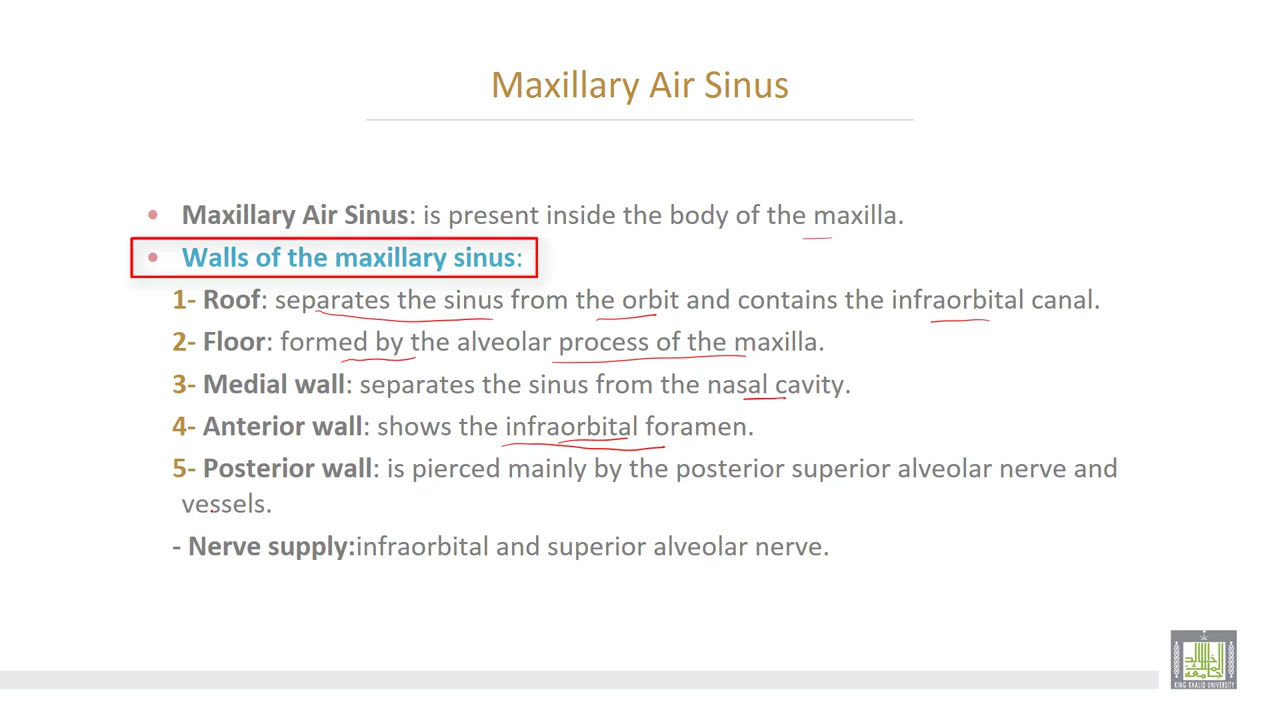 Maxillary Air Sinus
• Maxillary Air Sinus: is present inside the body of the maxilla.
• Walls of the maxillary sinus:
1- Roof: separates the sinus from the orbit and contains the infraorbital canal.
2- Floor: formed by the alveolar process of the maxilla.
3- Medial wall: separates the sinus from the nasal cavity.
4- Anterior wall: shows the infraorbital foramen.
5- Posterior wall: is pierced mainly by the posterior superior alveolar nerve and
vessels.
- Nerve supply:infraorbital and superior alveolar nerve.
KING KHALID UNIVERSITY